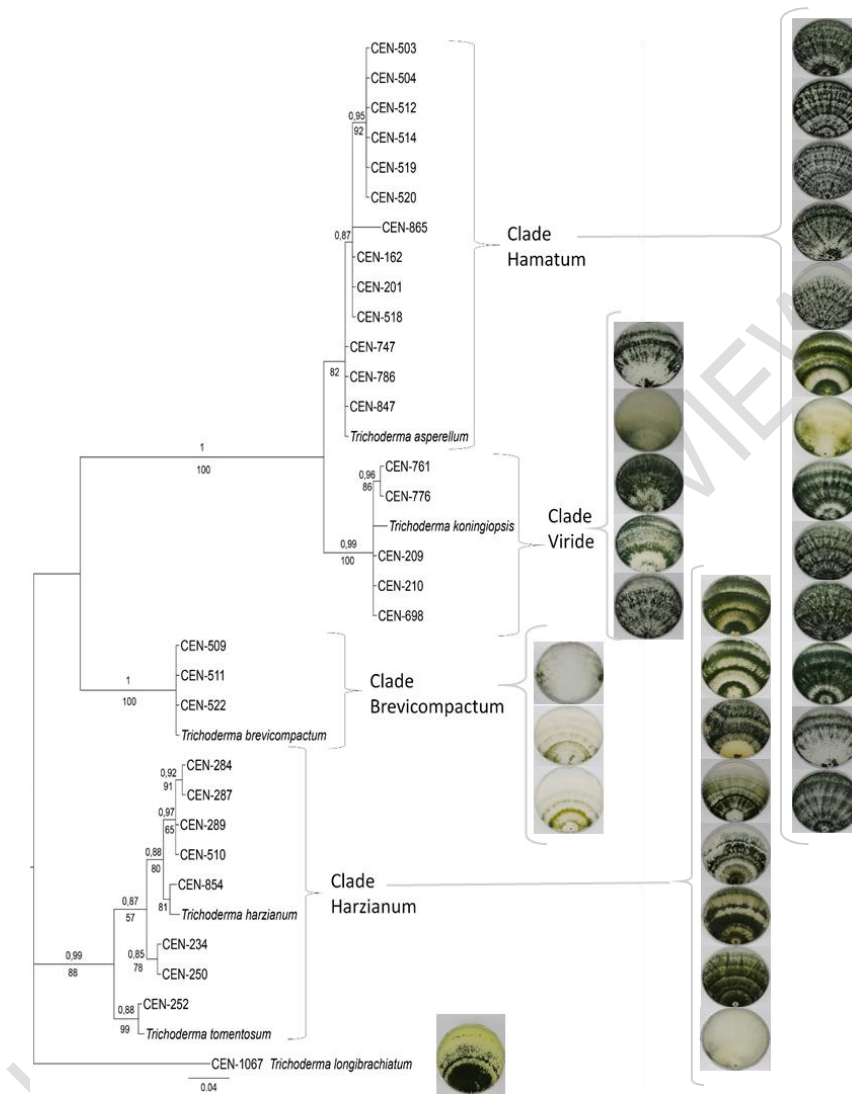 CEN-503
CEN-504
0,95
CEN-512
92
CEN-514
CEN-519
CEN-520
0,87
CEN-865
Clade
Hamatum
CEN-162
CEN-201
CEN-518
CEN-747
82
CEN-786
CEN-847
Trichoderma asperellum
1
100
CEN-761
0,96
86
CEN-776
Trichoderma koningiopsis
Clade
Viride
0,99
100
CEN-209
CEN-210
CEN-698
CEN-509
1
100
CEN-511
Clade
Brevicompactum
CEN-522
Trichoderma brevicompactum
CEN-284
0,92
91
CEN-287
0,97
65
CEN-289
0,88
80
CEN-510
CEN-854
81
Clade
Harzianum
0,87
57
Trichoderma harzianum
CEN-234
0,85
78
CEN-250
0,99
88
CEN-252
0,88
99
Trichoderma tomentosum
CEN-1067 Trichoderma longibrachiatum
0.04
VIEW